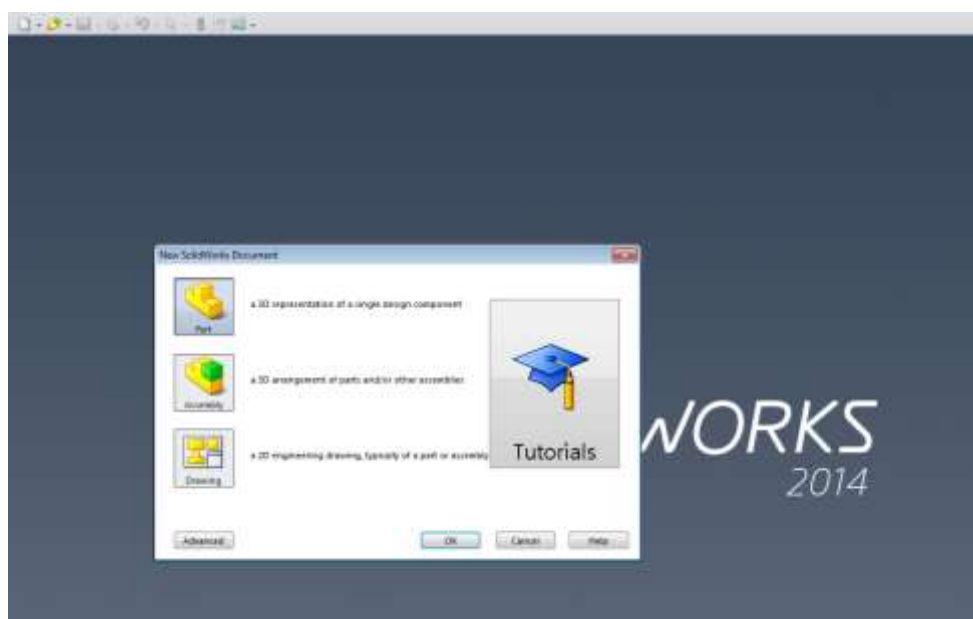 New SolidWorks Document
Part
a 3D representation of a single design component
Assembly
a 3D arrangement of parts and/or other assemblies
Drawing
a 2D engineering drawing, typically of a part or assembly
Tutorials
WORKS
2014
Advanced
OK
Cancel
Help